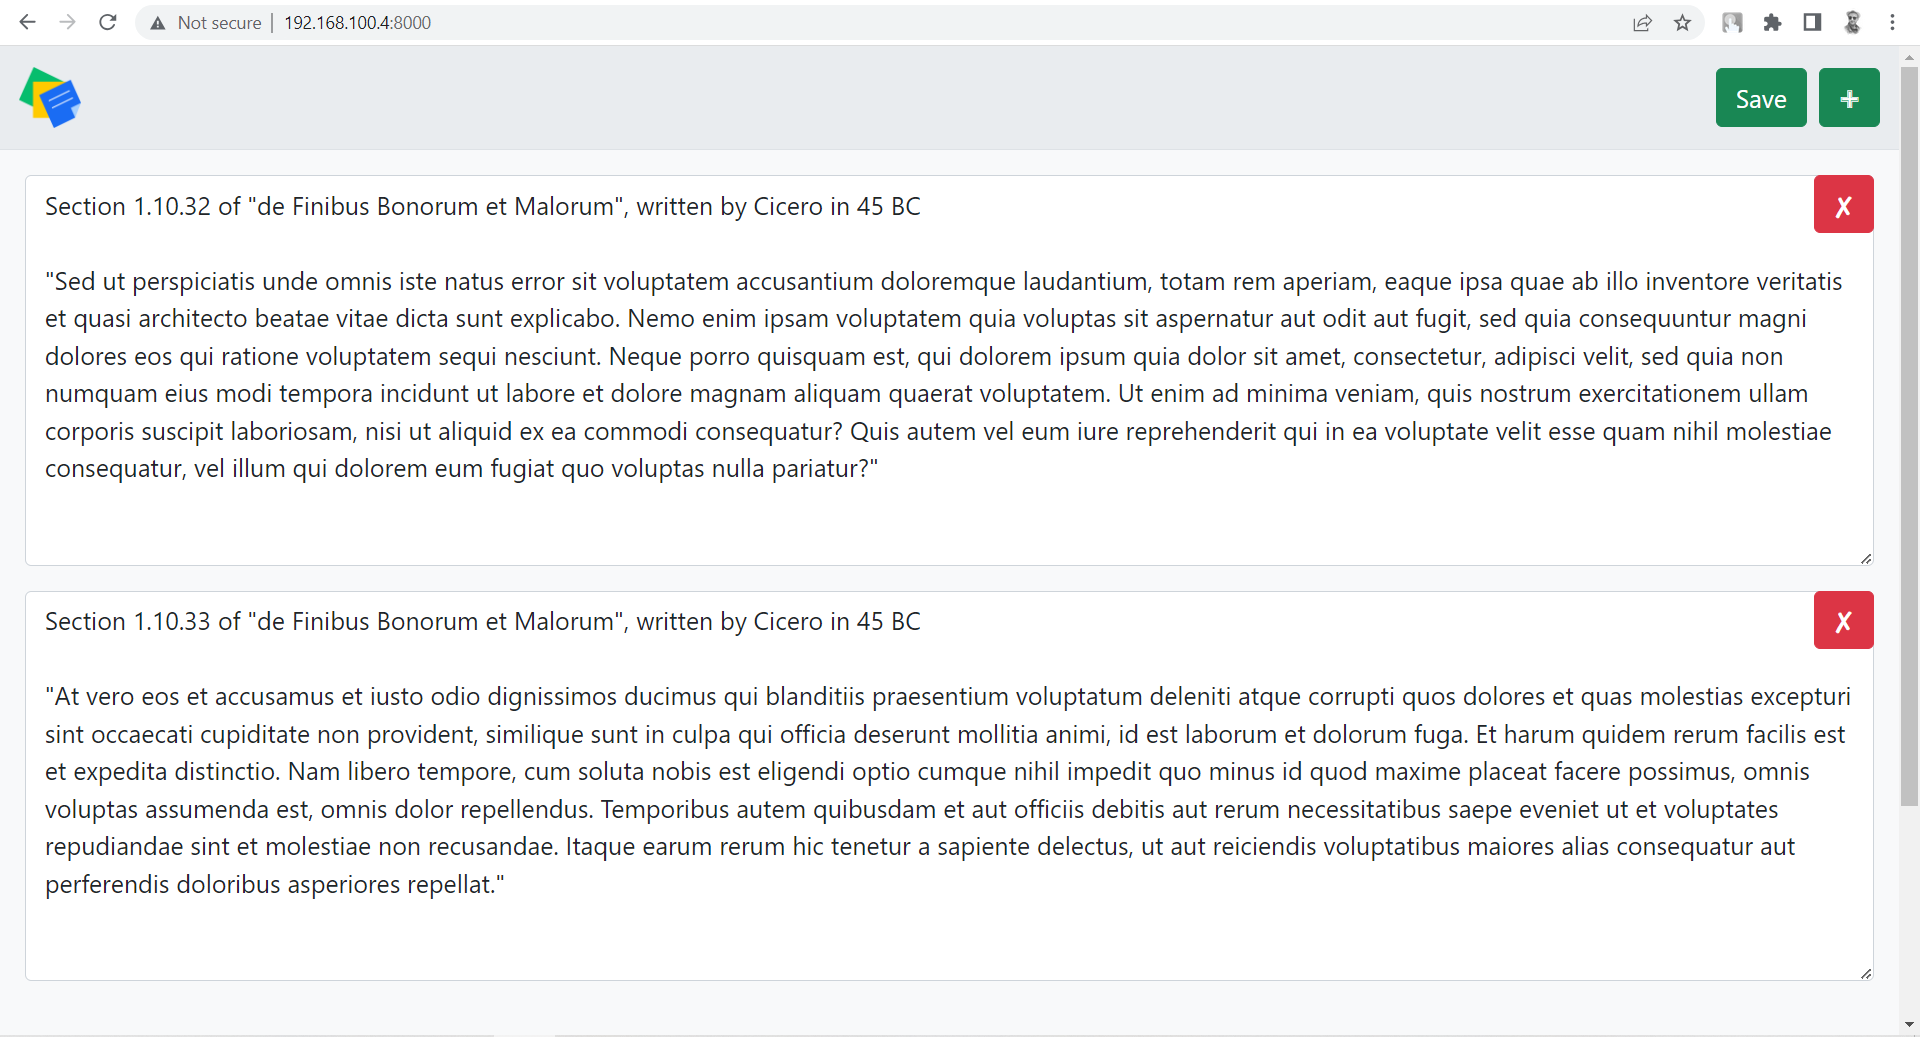 Not secure
192.168.100.4:8000
Save
Section 1.10.32 of "de Finibus Bonorum et Malorum", written by Cicero in 45 BC
"Sed ut perspiciatis unde omnis iste natus error sit voluptatem accusantium doloremque laudantium, totam rem aperiam, eaque ipsa quae ab illo inventore veritatis
et quasi architecto beatae vitae dicta sunt explicabo. Nemo enim ipsam voluptatem quia voluptas sit aspernatur aut odit aut fugit, sed quia consequuntur magni
dolores eos qui ratione voluptatem sequi nesciunt. Neque porro quisquam est, qui dolorem ipsum quia dolor sit amet, consectetur, adipisci velit, sed quia non
numquam eius modi tempora incidunt ut labore et dolore magnam aliquam quaerat voluptatem. Ut enim ad minima veniam, quis nostrum exercitationem ullam
corporis suscipit laboriosam, nisi ut aliquid ex ea commodi consequatur? Quis autem vel eum iure reprehenderit qui in ea voluptate velit esse quam nihil molestiae
consequatur, vel illum qui dolorem eum fugiat quo voluptas nulla pariatur?"
Section 1.10.33 of "de Finibus Bonorum et Malorum", written by Cicero in 45 BC
"At vero eos et accusamus et iusto odio dignissimos ducimus qui blanditiis praesentium voluptatum deleniti atque corrupti quos dolores et quas molestias excepturi
sint occaecati cupiditate non provident, similique sunt in culpa qui officia deserunt mollitia animi, id est laborum et dolorum fuga. Et harum quidem rerum facilis est
et expedita distinctio. Nam libero tempore, cum soluta nobis est eligendi optio cumque nihil impedit quo minus id quod maxime placeat facere possimus, omnis
voluptas assumenda est, omnis dolor repellendus. Temporibus autem quibusdam et aut officiis debitis aut rerum necessitatibus saepe eveniet ut et voluptates
repudiandae sint et molestiae non recusandae. Itaque earum rerum hic tenetur a sapiente delectus, ut aut reiciendis voluptatibus maiores alias consequatur aut
perferendis doloribus asperiores repellat."